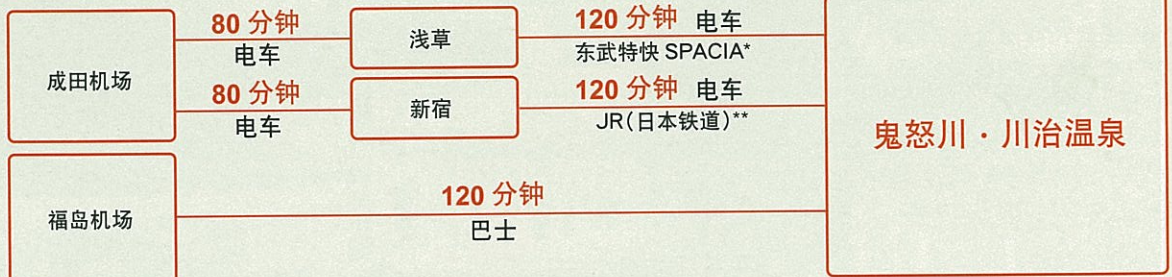 80 分钟
电车
浅草
120 分钟 电车
东武特快 SPACIA*
成田机场
80 分钟
电车
新宿
120 分钟 电车
JR(日本铁道)**
鬼怒川・川治温泉
福岛机场
120 分钟
巴士